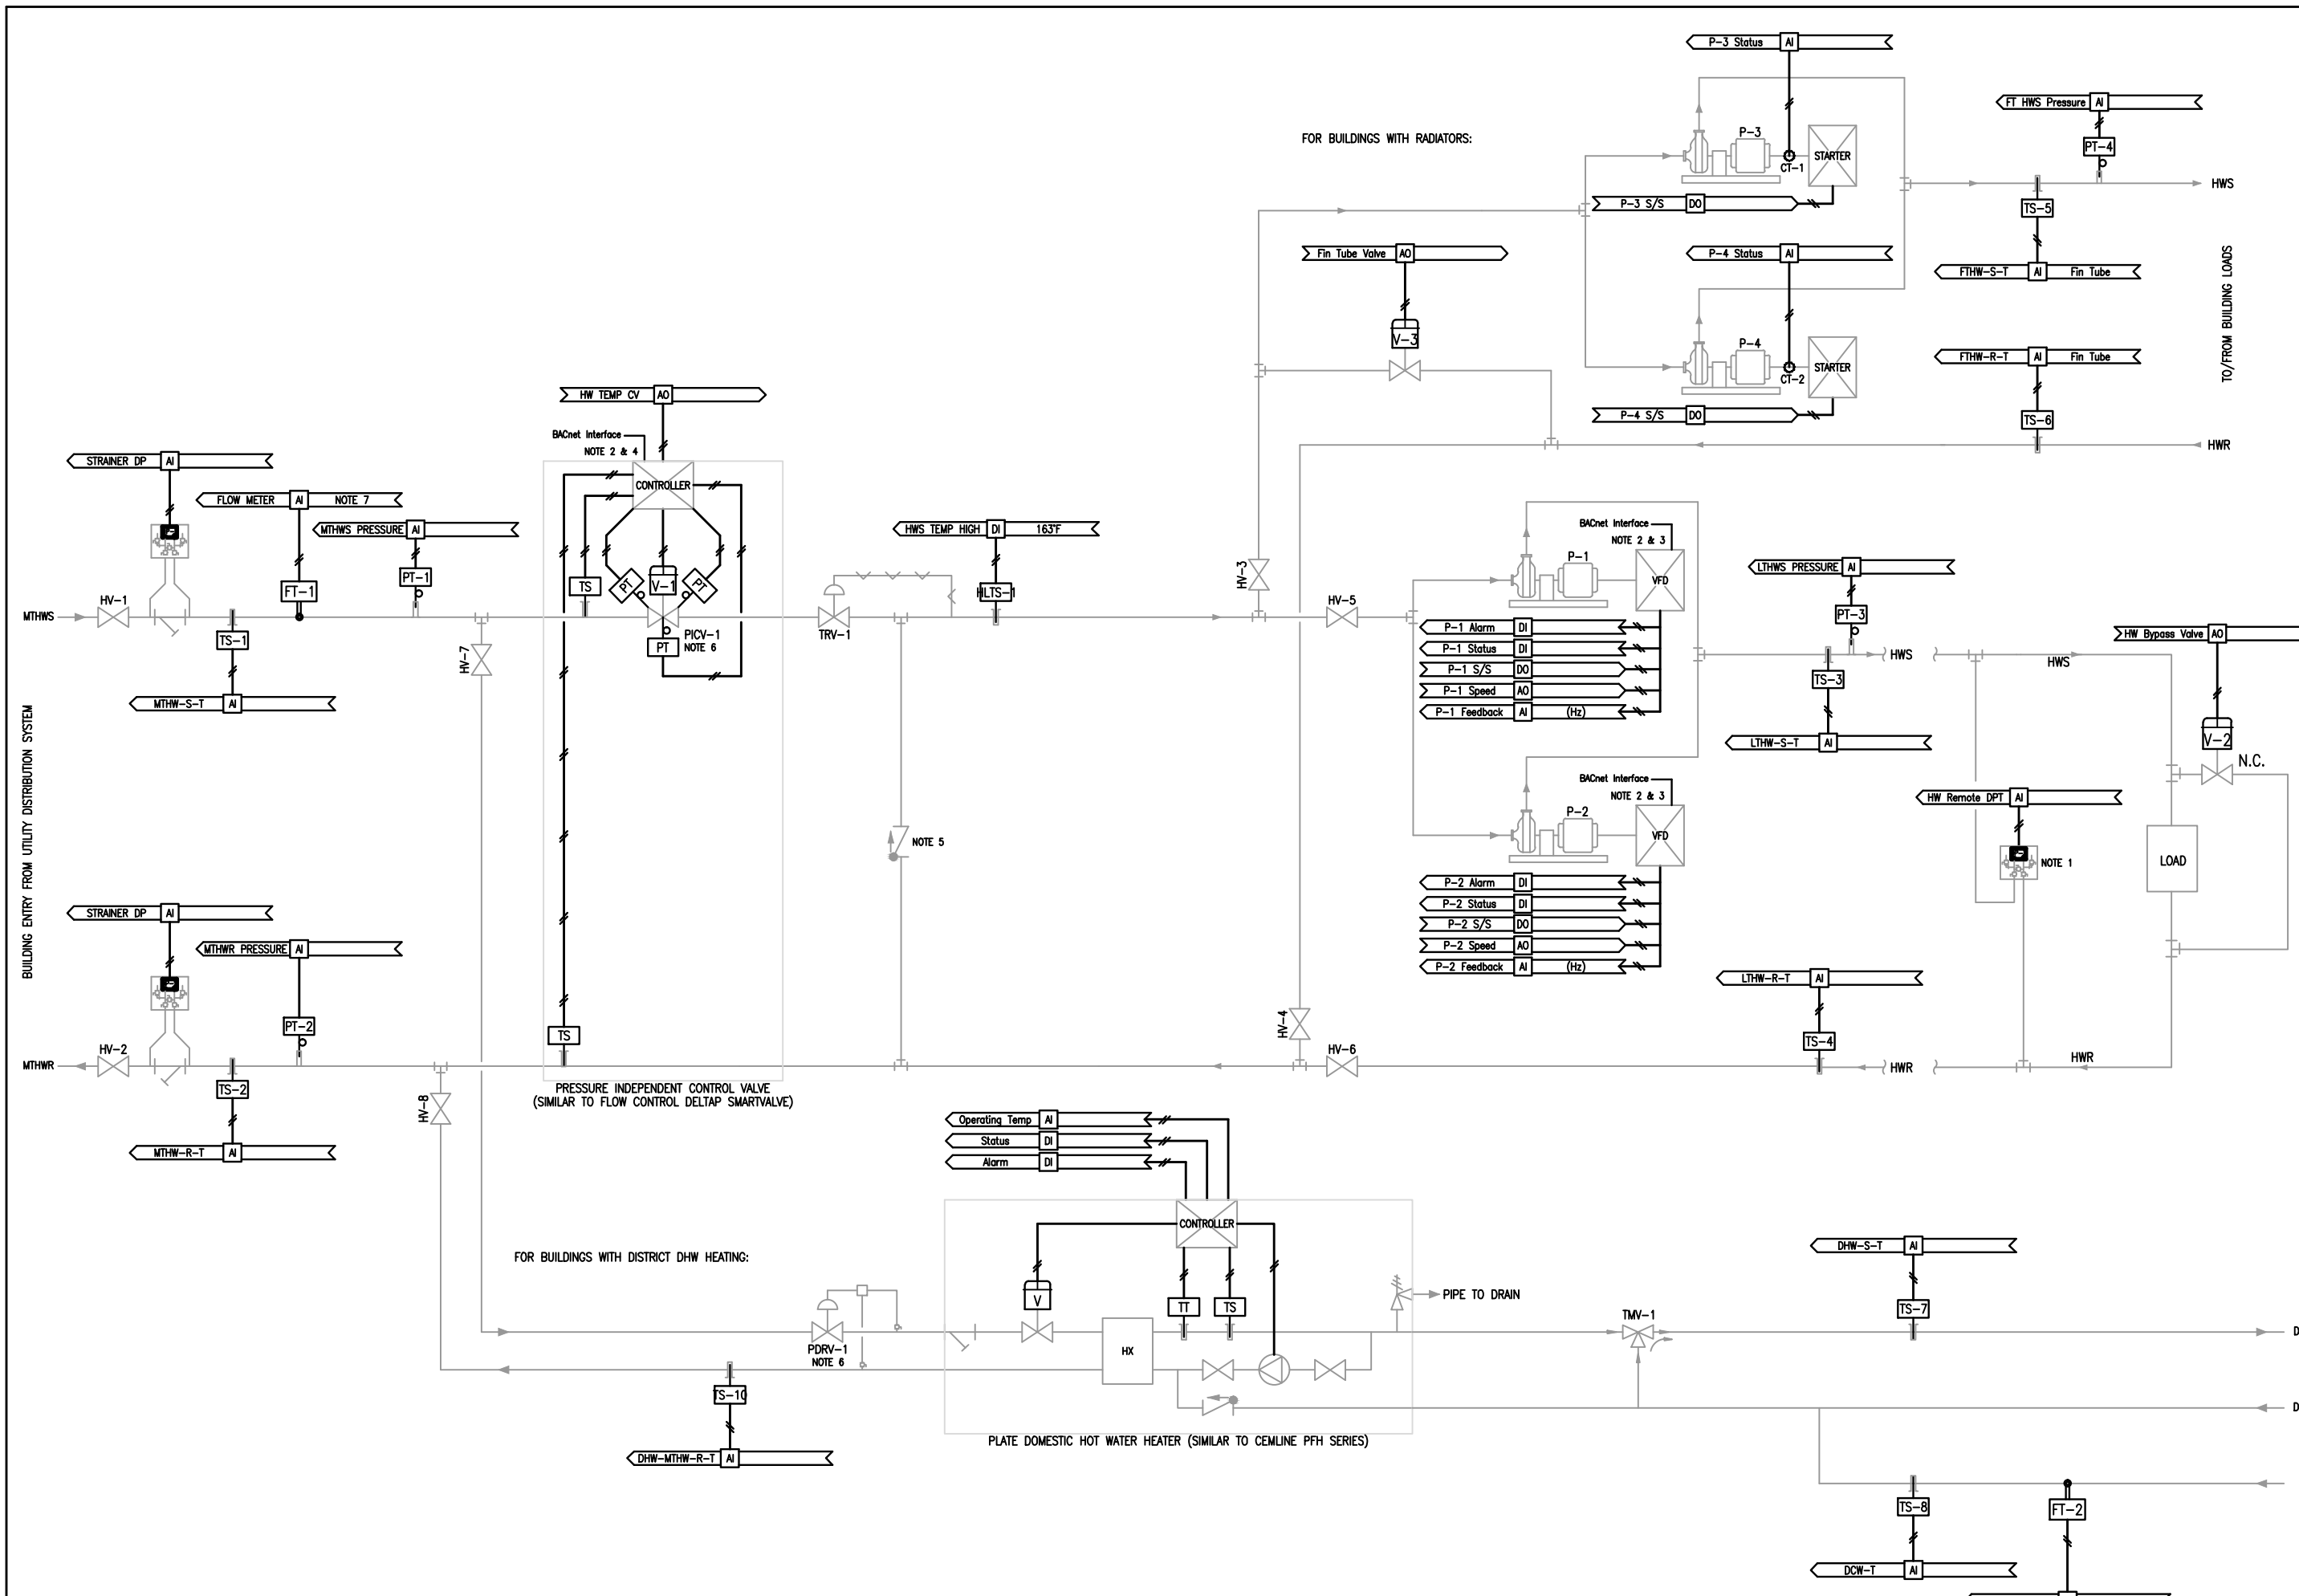 P-3 Status AI
FT HWS Pressure AI
FOR BUILDINGS WITH RADIATORS:
P-3
PT-4
STARTER
CT-1
HWS
P-3 S/S DO
TS-5
Fin Tube Valve AO
P-4 Status AI
FTHW-S-T AI Fin Tube
TO/FROM BUILDING LOADS
V-3
P-4
STARTER
CT-2
FTHW-R-T AI Fin Tube
P-4 S/S DO
TS-6
HWR
HW TEMP CV AO
BACnet Interface
NOTE 2 & 4
CONTROLLER
STRAINER DP AI
FLOW METER AI NOTE 7
MTHWS PRESSURE AI
HWS TEMP HIGH DI 163°F
BACnet Interface
NOTE 2 & 3
P-1
VFD
LTHWS PRESSURE AI
FT-1
PT-1
TS
PT
V-1
PT
HLTS-1
HV-3
HV-1
MTHWS
TS-1
HV-7
PT
PICV-1
NOTE 6
TRV-1
HV-5
P-1 Alarm DI
P-1 Status DI
P-1 S/S DO
P-1 Speed AO
P-1 Feedback AI (Hz)
PT-3
HW Bypass Valve AO
HWS
HWS
TS-3
MTHW-S-T AI
LTHW-S-T AI
V-2
N.C.
BUILDING ENTRY FROM UTILITY DISTRIBUTION SYSTEM
BACnet Interface
NOTE 2 & 3
P-2
VFD
HW Remote DPT AI
NOTE 5
NOTE 1
LOAD
P-2 Alarm DI
P-2 Status DI
P-2 S/S DO
P-2 Speed AO
P-2 Feedback AI (Hz)
STRAINER DP AI
MTHWR PRESSURE AI
LTHW-R-T AI
PT-2
TS
HV-4
TS-4
HV-2
MTHWR
HV-6
HWR
HWR
TS-2
HV-8
PRESSURE INDEPENDENT CONTROL VALVE
(SIMILAR TO FLOW CONTROL DELTAP SMARTVALVE)
MTHW-R-T AI
Operating Temp AI
Status DI
Alarm DI
CONTROLLER
FOR BUILDINGS WITH DISTRICT DHW HEATING:
DHW-S-T AI
V
TT
TS
PIPE TO DRAIN
TMV-1
TS-7
PDRV-1
NOTE 6
HX
D
TS-10
D
PLATE DOMESTIC HOT WATER HEATER (SIMILAR TO CEMLINE PFH SERIES)
DHW-MTHW-R-T AI
TS-8
FT-2
DCW-T AI